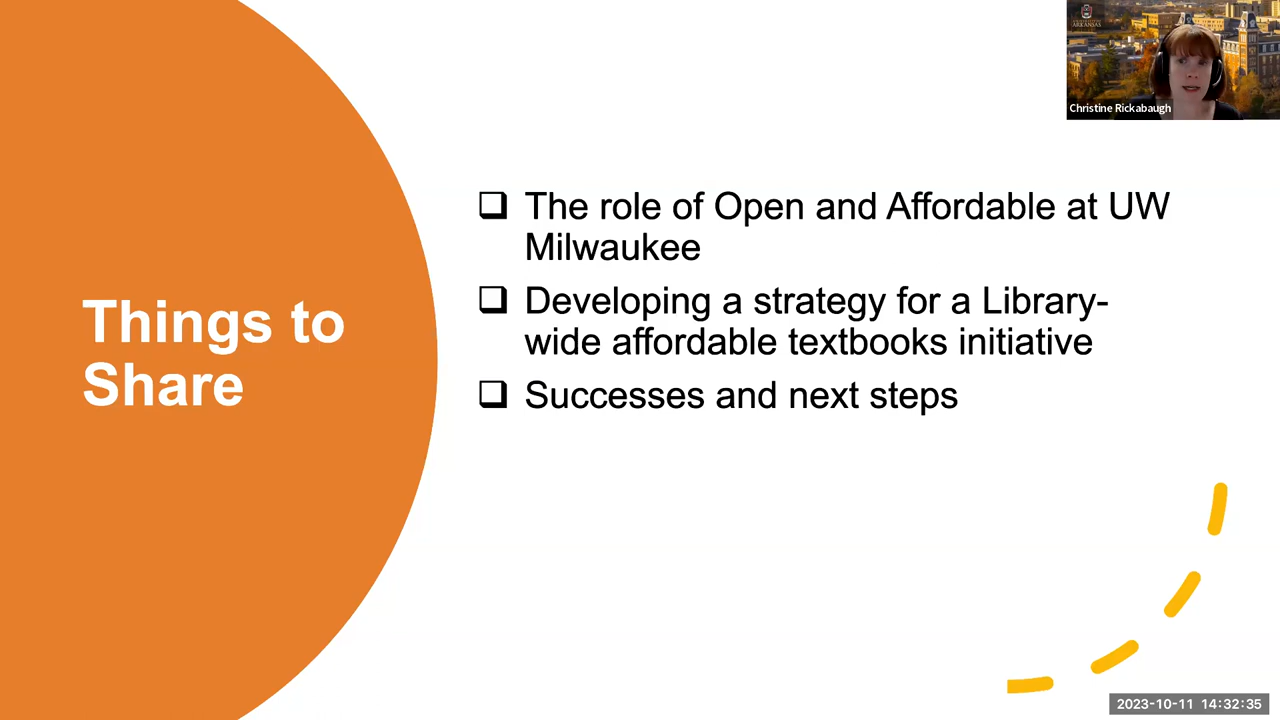 ARKANSAS
Christine Rickabaugh
Things to
Share
❑ The role of Open and Affordable at UW
Milwaukee
❑ Developing a strategy for a Library-
wide affordable textbooks initiative
❑ Successes and next steps
2023-10-11 14:32:35